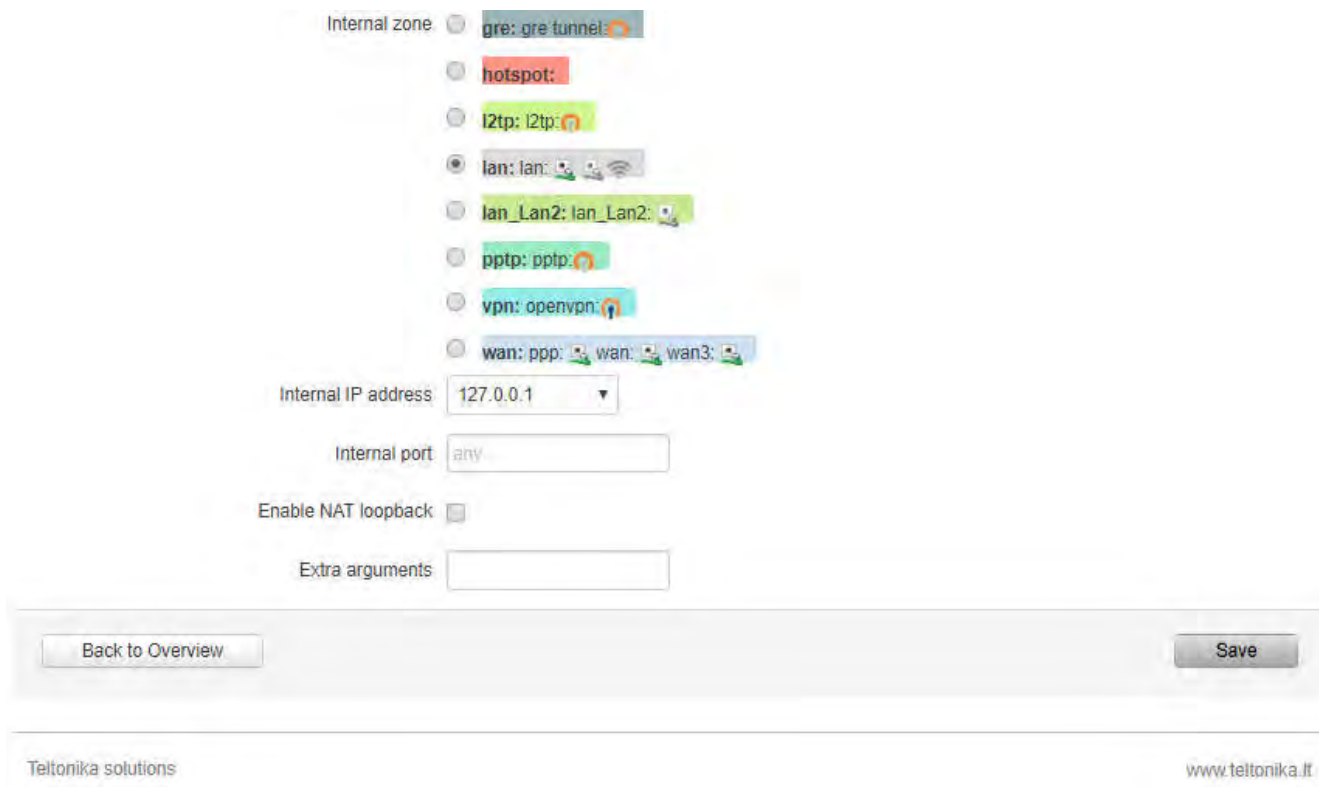 Internal zone gre: gre tunnel:
hotspot:
l2tp: l2tp:
lan: lan:
lan_Lan2: lan_Lan2:
pptp: pptp:
vpn: openvpn:
wan: ppp: wan: wan3:
Internal IP address 127.0.0.1
Internal port any
Enable NAT loopback
Extra arguments
Back to Overview Save
Teltonika solutions www.teltonika.lt